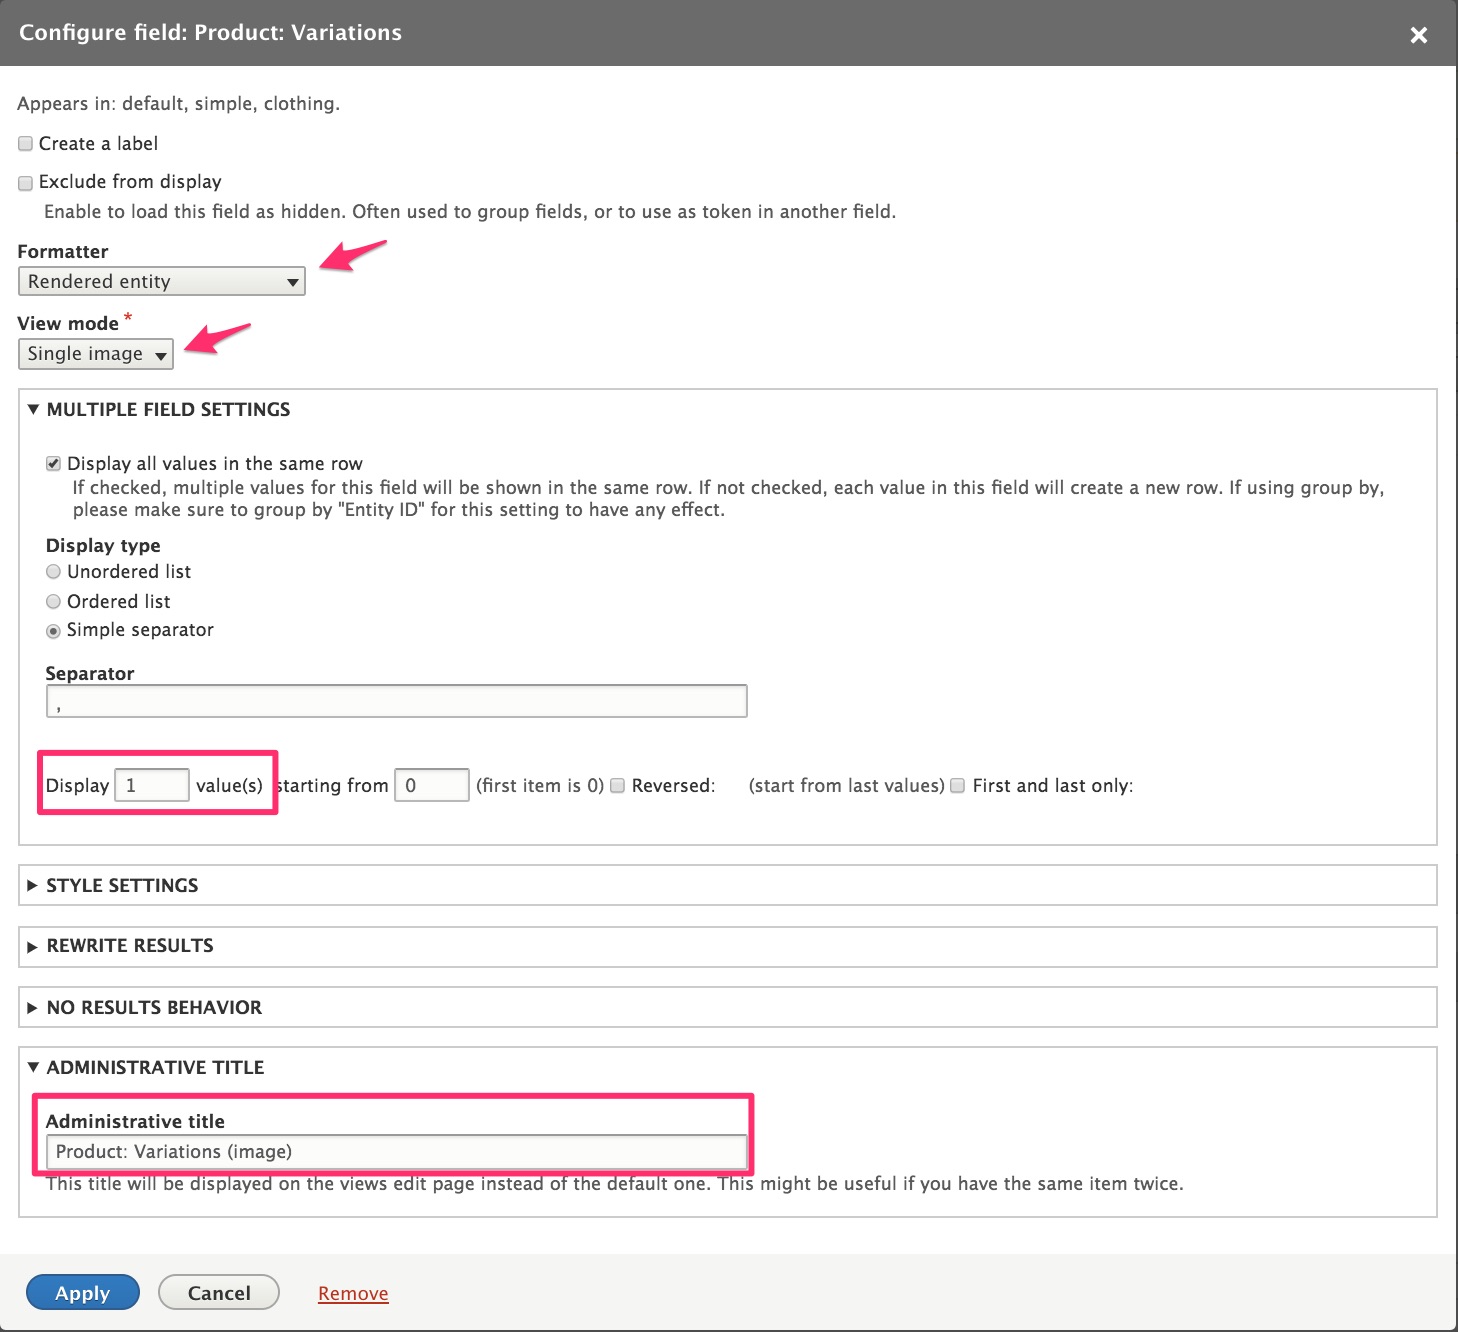 Configure field: Product: Variations
Appears in: default, simple, clothing.
Create a label
Exclude from display
Enable to load this field as hidden. Often used to group fields, or to use as token in another field.
Formatter
Rendered entity
View mode *
Single image
MULTIPLE FIELD SETTINGS
Display all values in the same row
If checked, multiple values for this field will be shown in the same row. If not checked, each value in this field will create a new row. If using group by,
please make sure to group by "Entity ID" for this setting to have any effect.
Display type
Unordered list
Ordered list
Simple separator
Separator
,
Display 1 value(s) starting from 0 (first item is 0) Reversed: (start from last values) First and last only:
STYLE SETTINGS
REWRITE RESULTS
NO RESULTS BEHAVIOR
ADMINISTRATIVE TITLE
Administrative title
Product: Variations (image)
This title will be displayed on the views edit page instead of the default one. This might be useful if you have the same item twice.
Apply Cancel Remove